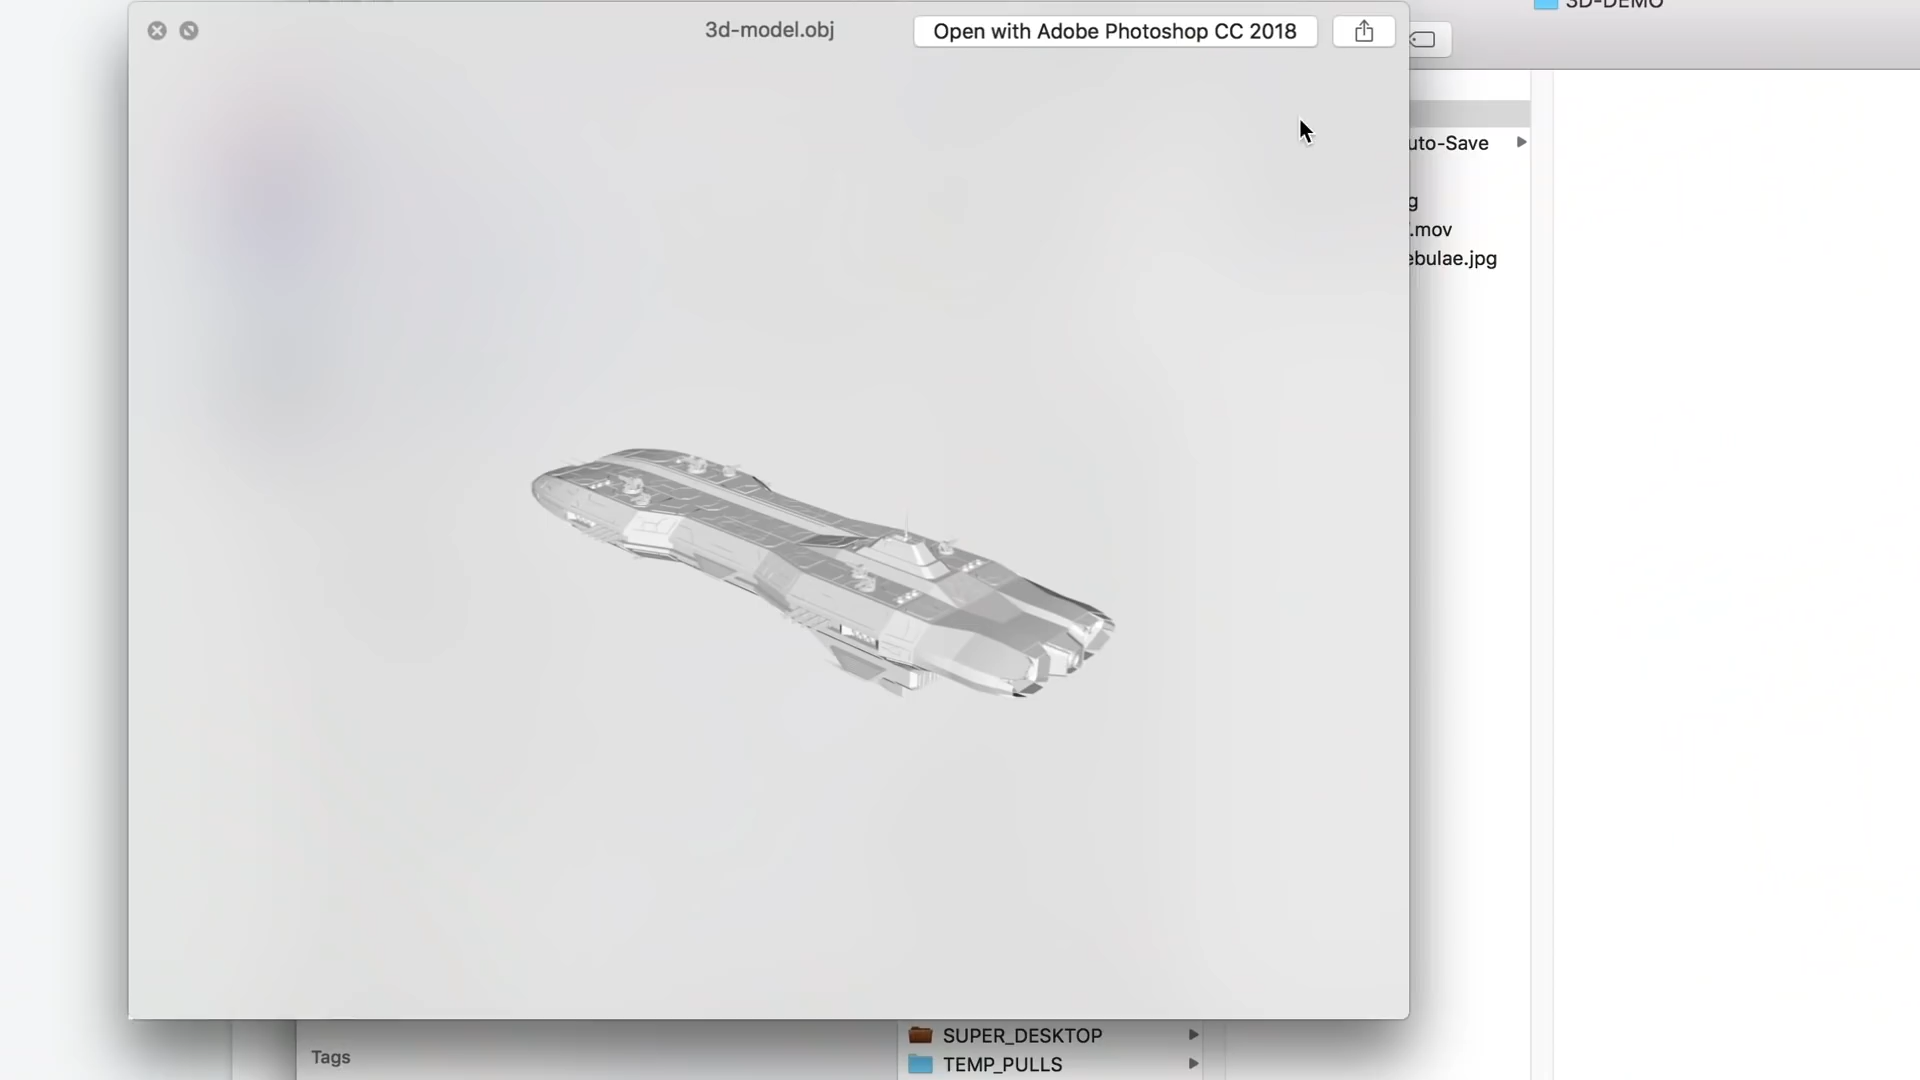 3D-DEMO
3d-model.obj
Open with Adobe Photoshop CC 2018
uto-Save
g
.mov
ebulae.jpg
SUPER_DESKTOP
Tags
TEMP_PULLS